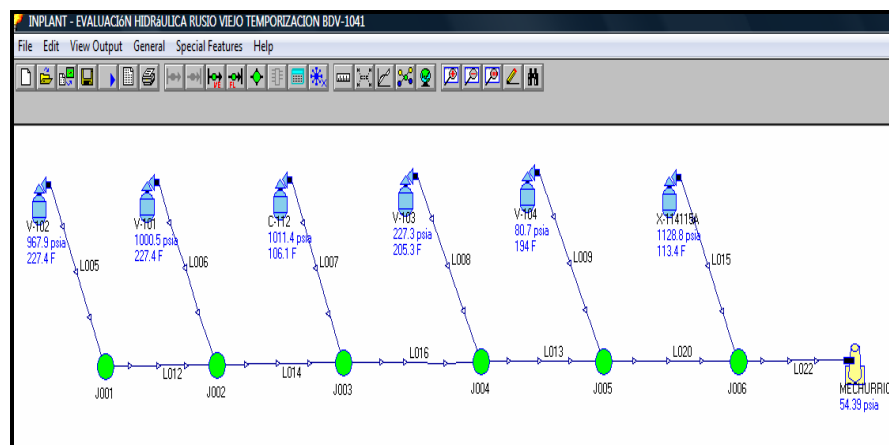 INPLANT - EVALUACIóN HIDRáULICA RUSIO VIEJO TEMPORIZACION BDV-1041
File Edit View Output General Special Features Help
V-102
967.9 psia
227.4 F
V-101
1000.5 psia
227.4 F
C-112
1011.4 psia
106.1 F
V-103
227.3 psia
205.3 F
V-104
80.7 psia
194 F
X-114115A
1128.8 psia
113.4 F
L005
L006
L007
L008
L009
L015
L012
L014
L016
L013
L020
L022
J001
J002
J003
J004
J005
J006
MECHURRIO
54.39 psia